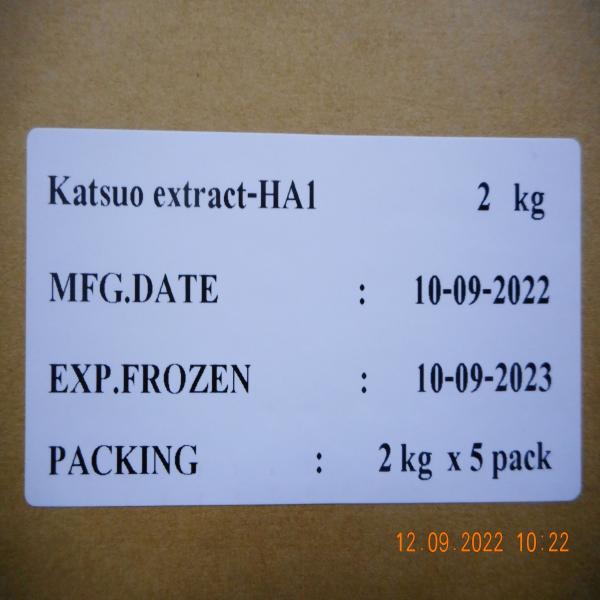 Katsuo extract-HA1 2 kg
MFG.DATE : 10-09-2022
EXP.FROZEN : 10-09-2023
PACKING : 2 kg x 5 pack
12.09.2022 10:22